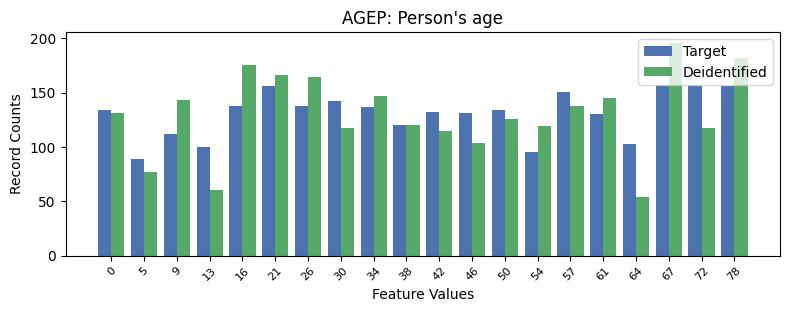 AGEP: Person's age
Record Counts
200
150
100
50
0
Target
Deidentified
0 5 9 13 16 21 26 30 34 38 42 46 50 54 57 61 64 67 72 78
Feature Values